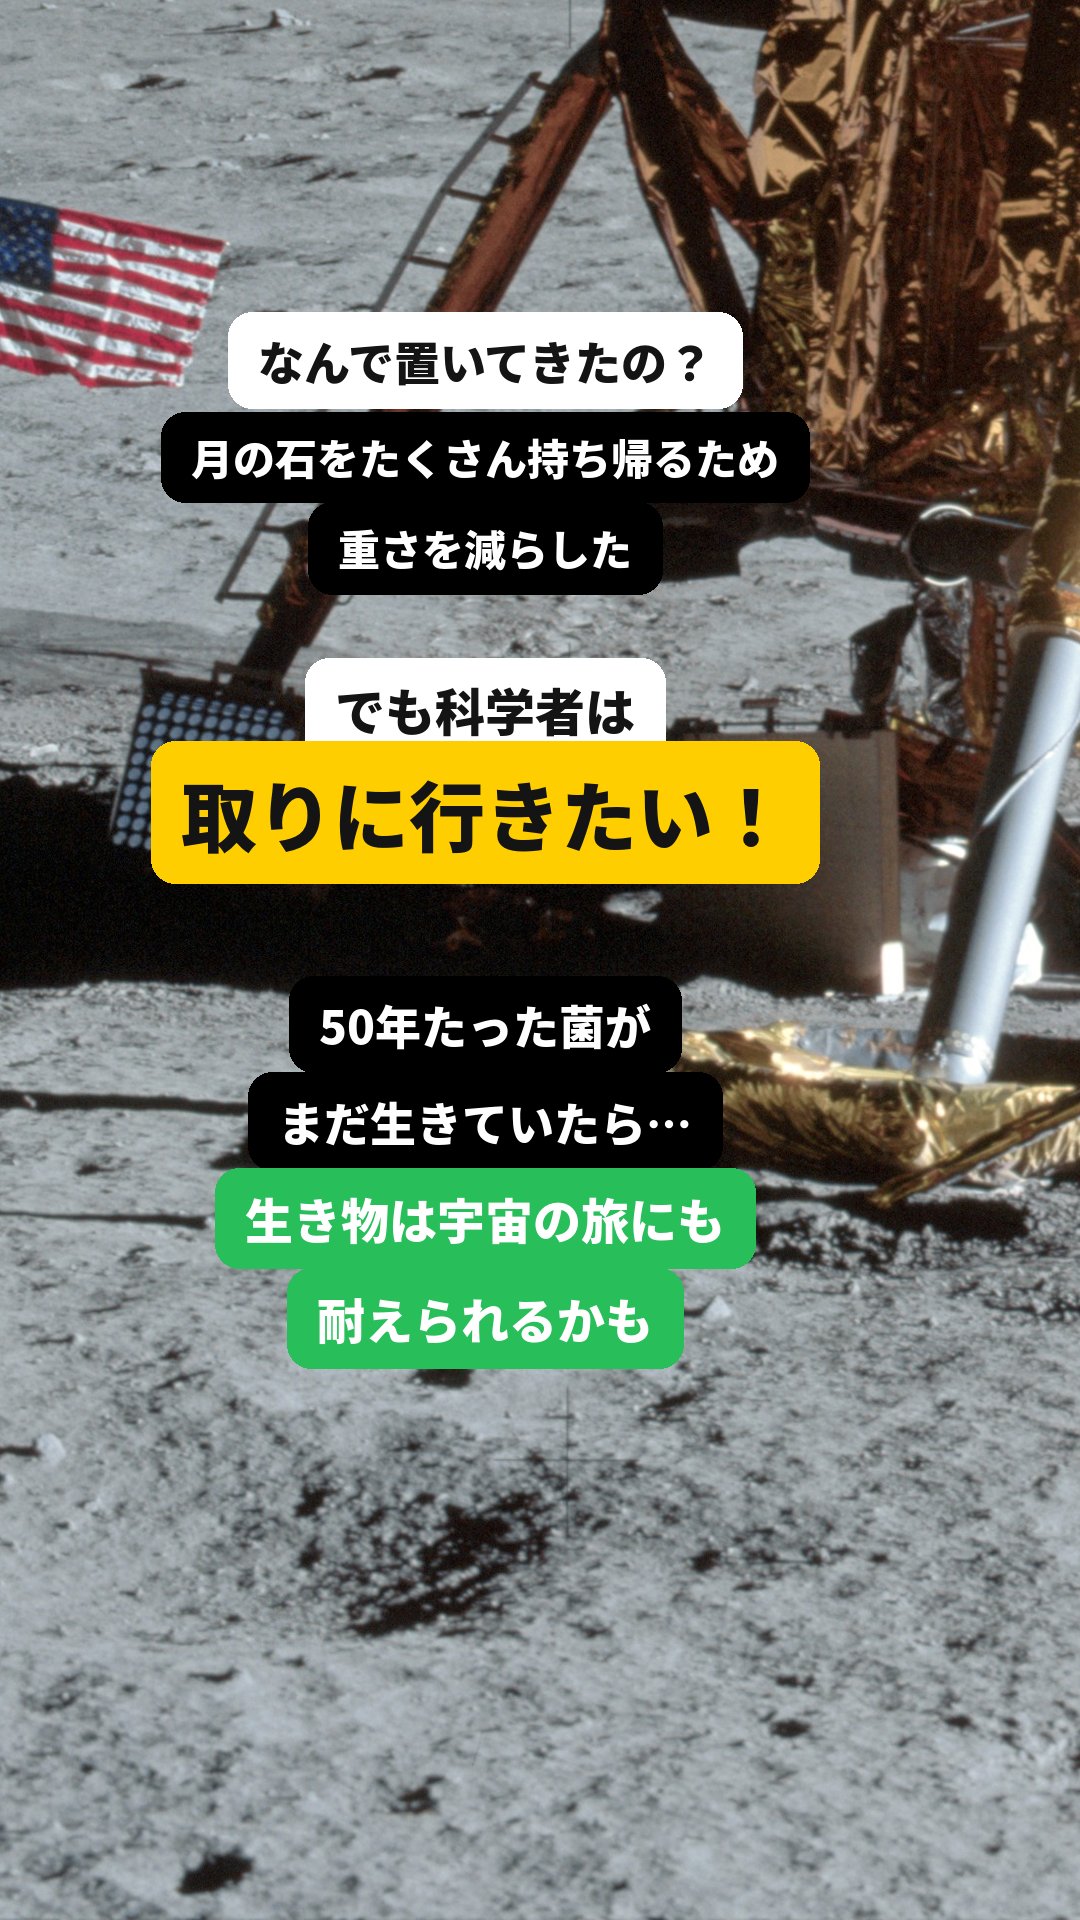 なんで置いてきたの？
月の石をたくさん持ち帰るため
重さを減らした
でも科学者は
取りに行きたい！
50年たった菌が
まだ生きていたら…
生き物は宇宙の旅にも
耐えられるかも